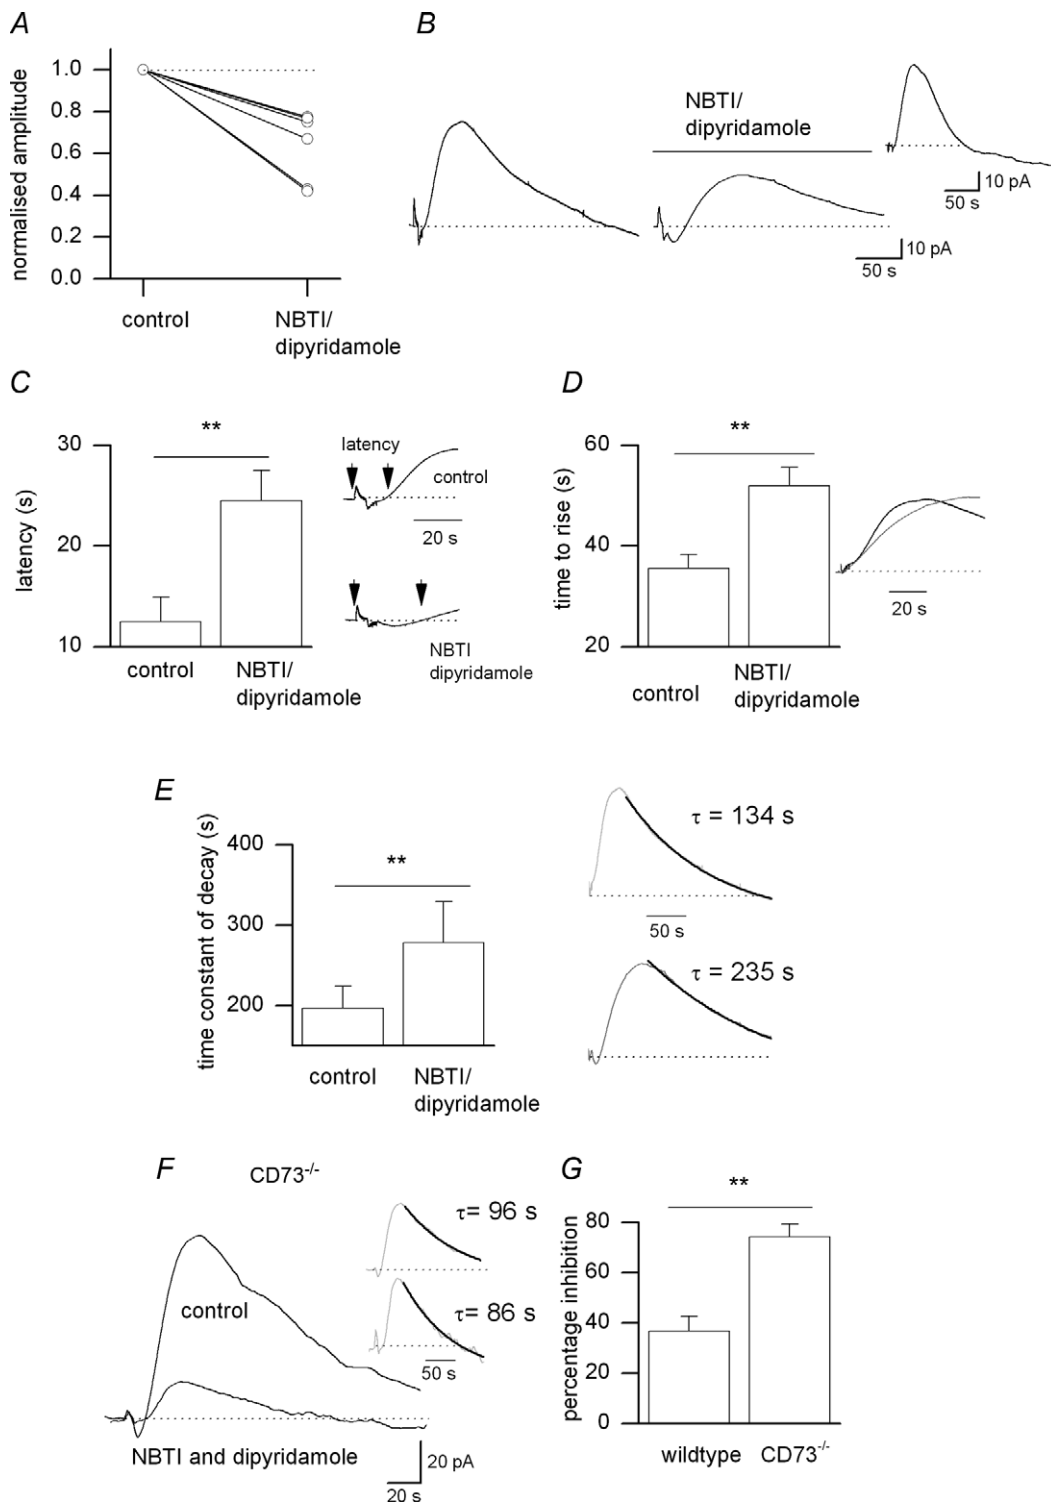 A
normalised amplitude
1.0
0.8
0.6
0.4
0.2
0.0
control
NBTI/
dipyridamole
B
NBTI/
dipyridamole
10 pA
50 s
10 pA
50 s
C
latency (s)
30
20
10
**
control
NBTI/
dipyridamole
latency
control
20 s
NBTI
dipyridamole
D
time to rise (s)
60
40
20
**
control
NBTI/
dipyridamole
20 s
E
time constant of decay (s)
400
300
200
**
control
NBTI/
dipyridamole
τ = 134 s
50 s
τ = 235 s
F
CD73-/-
control
NBTI and dipyridamole
τ= 96 s
τ= 86 s
50 s
20 pA
20 s
G
percentage inhibition
80
60
40
20
0
**
wildtype CD73-/-